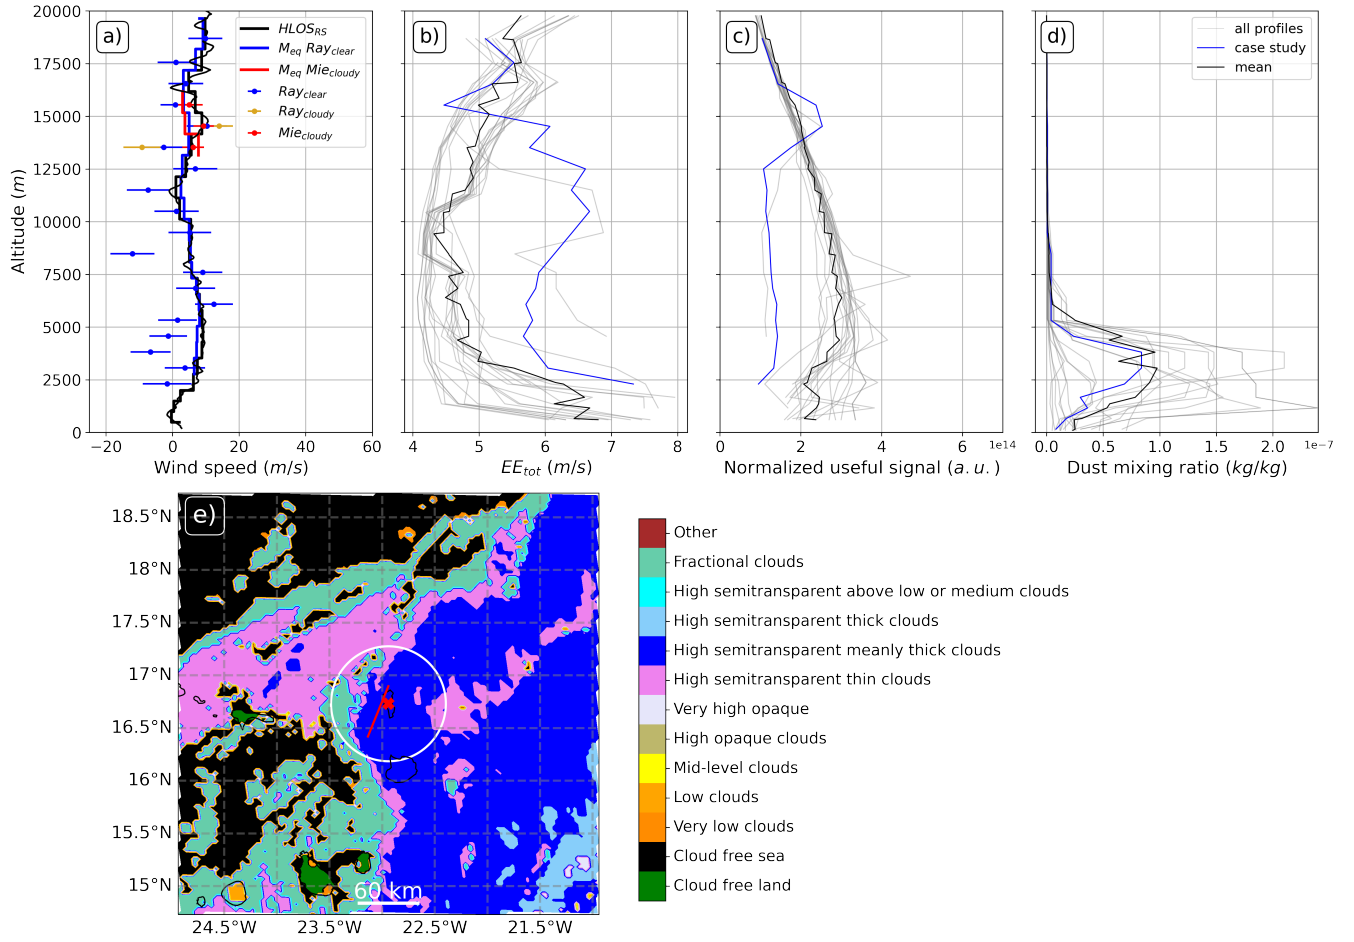 a)
HLOS_RS
M_eq Ray_clear
M_eq Mie_cloudy
Ray_clear
Ray_cloudy
Mie_cloudy
20000
17500
15000
12500
10000
7500
5000
2500
0
Altitude (m)
−20 0 20 40 60
Wind speed (m/s)
b)
4 5 6 7 8
EE_tot (m/s)
c)
0 2 4 6
1e14
Normalized useful signal (a.u.)
d)
all profiles
case study
mean
0.0 0.5 1.0 1.5 2.0
1e−7
Dust mixing ratio (kg/kg)
e)
18.5°N
18°N
17.5°N
17°N
16.5°N
16°N
15.5°N
15°N
60 km
24.5°W 23.5°W 22.5°W 21.5°W
Other
Fractional clouds
High semitransparent above low or medium clouds
High semitransparent thick clouds
High semitransparent meanly thick clouds
High semitransparent thin clouds
Very high opaque
High opaque clouds
Mid-level clouds
Low clouds
Very low clouds
Cloud free sea
Cloud free land